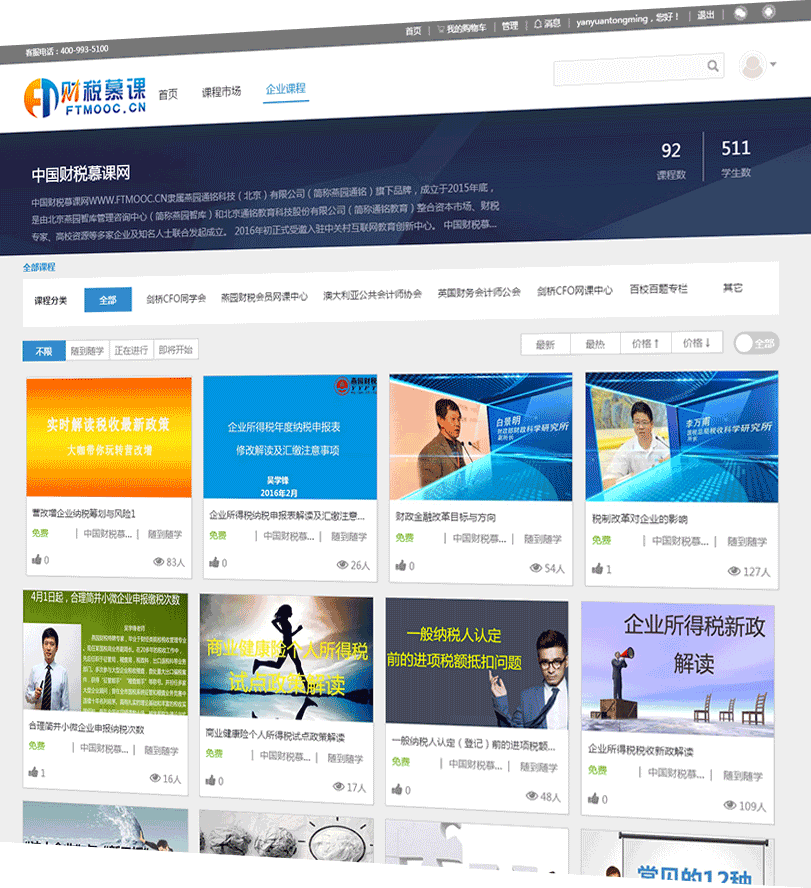 客服电话：400-993-5100
首页
我的购物车
管理
消息
yanyuantongming，您好！
退出
财税慕课
FTMOOC.CN
首页
课程市场
企业课程
中国财税慕课网
中国财税慕课网WWW.FTMOOC.CN隶属燕园通铭科技（北京）有限公司（简称燕园通铭）旗下品牌，成立于2015年底，
是由北京燕园智库管理咨询中心（简称燕园智库）和北京通铭教育科技股份有限公司（简称通铭教育）整合资本市场、财税
专家、高校资源等多家企业及知名人士联合发起成立。 2016年初正式受邀入驻中关村互联网教育创新中心。 中国财税慕...
92
课程数
511
学生数
全部课程
课程分类
全部
剑桥CFO同学会
燕园财税会员网课中心
澳大利亚公共会计师协会
英国财务会计师公会
剑桥CFO网课中心
百校百题专栏
其它
不限
随到随学
正在进行
即将开始
最新
最热
价格↑
价格↓
全部
实时解读税收最新政策
大咖带你玩转营改增
营改增企业纳税筹划与风险1
免费 | 中国财税慕... | 随到随学
0
83人
燕园财税
企业所得税年度纳税申报表
修改解读及汇缴注意事项
吴学锋
2016年2月
企业所得税纳税申报表解读及汇缴注意...
免费 | 中国财税慕... | 随到随学
0
26人
白景明
财政部财政科学研究所
副所长
财政金融改革目标与方向
免费 | 中国财税慕... | 随到随学
0
54人
李万甫
国税总局税收科学研究所
所长
税制改革对企业的影响
免费 | 中国财税慕... | 随到随学
1
127人
4月1日起，合理简并小微企业申报缴税次数
合理简并小微企业申报纳税次数
免费 | 中国财税慕... | 随到随学
1
16人
商业健康险个人所得税
试点政策解读
商业健康险个人所得税试点政策解读
免费 | 中国财税慕... | 随到随学
0
17人
一般纳税人认定
前的进项税额抵扣问题
一般纳税人认定（登记）前的进项税额...
免费 | 中国财税慕... | 随到随学
0
48人
企业所得税新政
解读
企业所得税税收新政解读
免费 | 中国财税慕... | 随到随学
0
109人
常见的12种